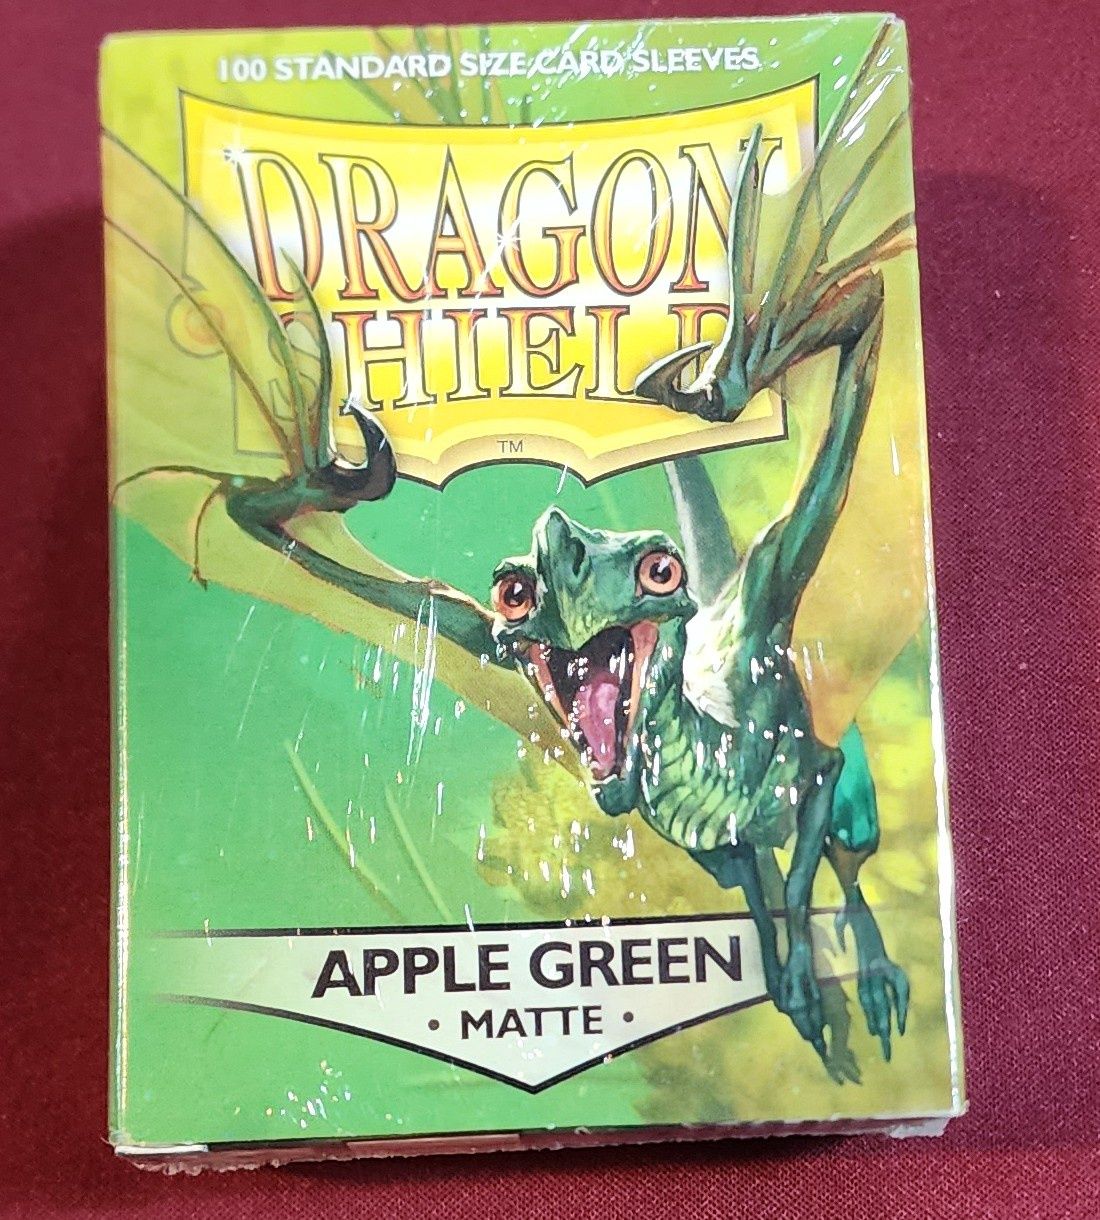 100 STANDARD SIZE CARD SLEEVES
DRAGON
SHIELD
TM
APPLE GREEN
• MATTE •